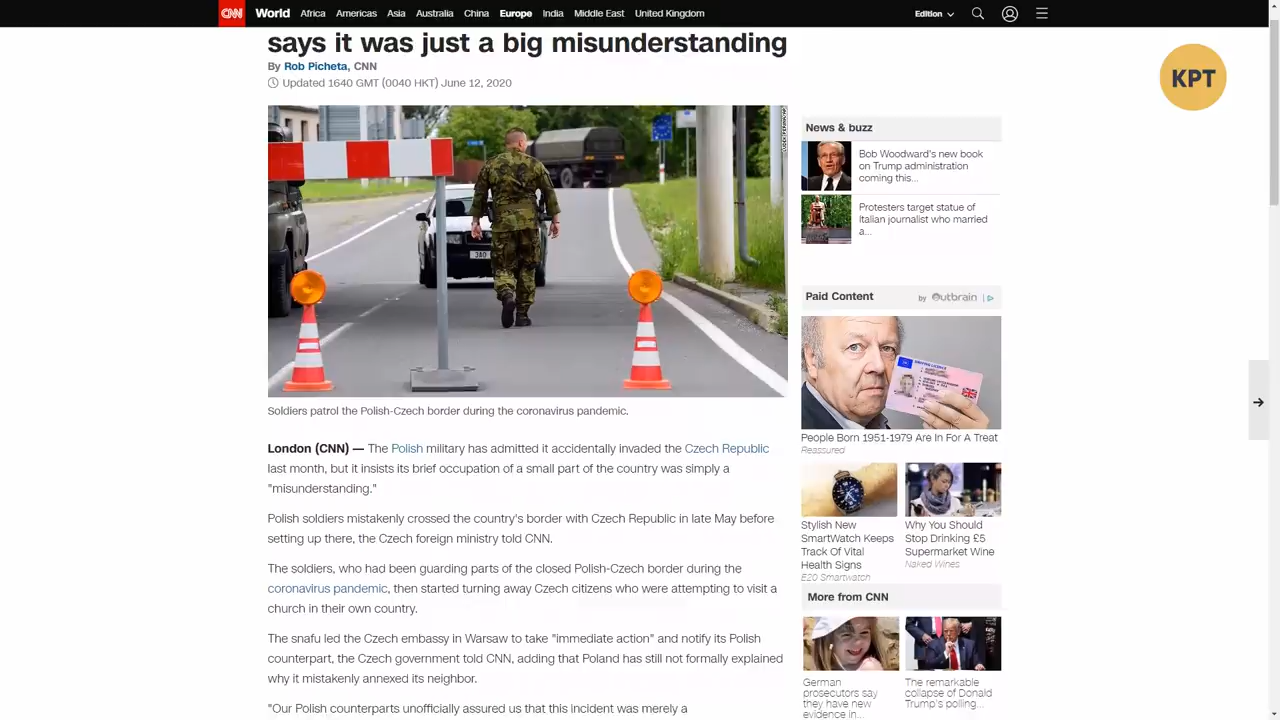 CNN World Africa Americas Asia Australia China Europe India Middle East United Kingdom Edition
says it was just a big misunderstanding
By Rob Picheta, CNN
Updated 1640 GMT (0040 HKT) June 12, 2020
KPT
Soldiers patrol the Polish-Czech border during the coronavirus pandemic.
London (CNN) — The Polish military has admitted it accidentally invaded the Czech Republic
last month, but it insists its brief occupation of a small part of the country was simply a
"misunderstanding."
Polish soldiers mistakenly crossed the country's border with Czech Republic in late May before
setting up there, the Czech foreign ministry told CNN.
The soldiers, who had been guarding parts of the closed Polish-Czech border during the
coronavirus pandemic, then started turning away Czech citizens who were attempting to visit a
church in their own country.
The snafu led the Czech embassy in Warsaw to take "immediate action" and notify its Polish
counterpart, the Czech government told CNN, adding that Poland has still not formally explained
why it mistakenly annexed its neighbor.
"Our Polish counterparts unofficially assured us that this incident was merely a
News & buzz
Bob Woodward's new book
on Trump administration
coming this...
Protesters target statue of
Italian journalist who married
a...
Paid Content
by Outbrain
People Born 1951-1979 Are In For A Treat
Reassured
Stylish New
SmartWatch Keeps
Track Of Vital
Health Signs
E20 Smartwatch
Why You Should
Stop Drinking £5
Supermarket Wine
Naked Wines
More from CNN
German
prosecutors say
they have new
evidence in...
The remarkable
collapse of Donald
Trump's polling...